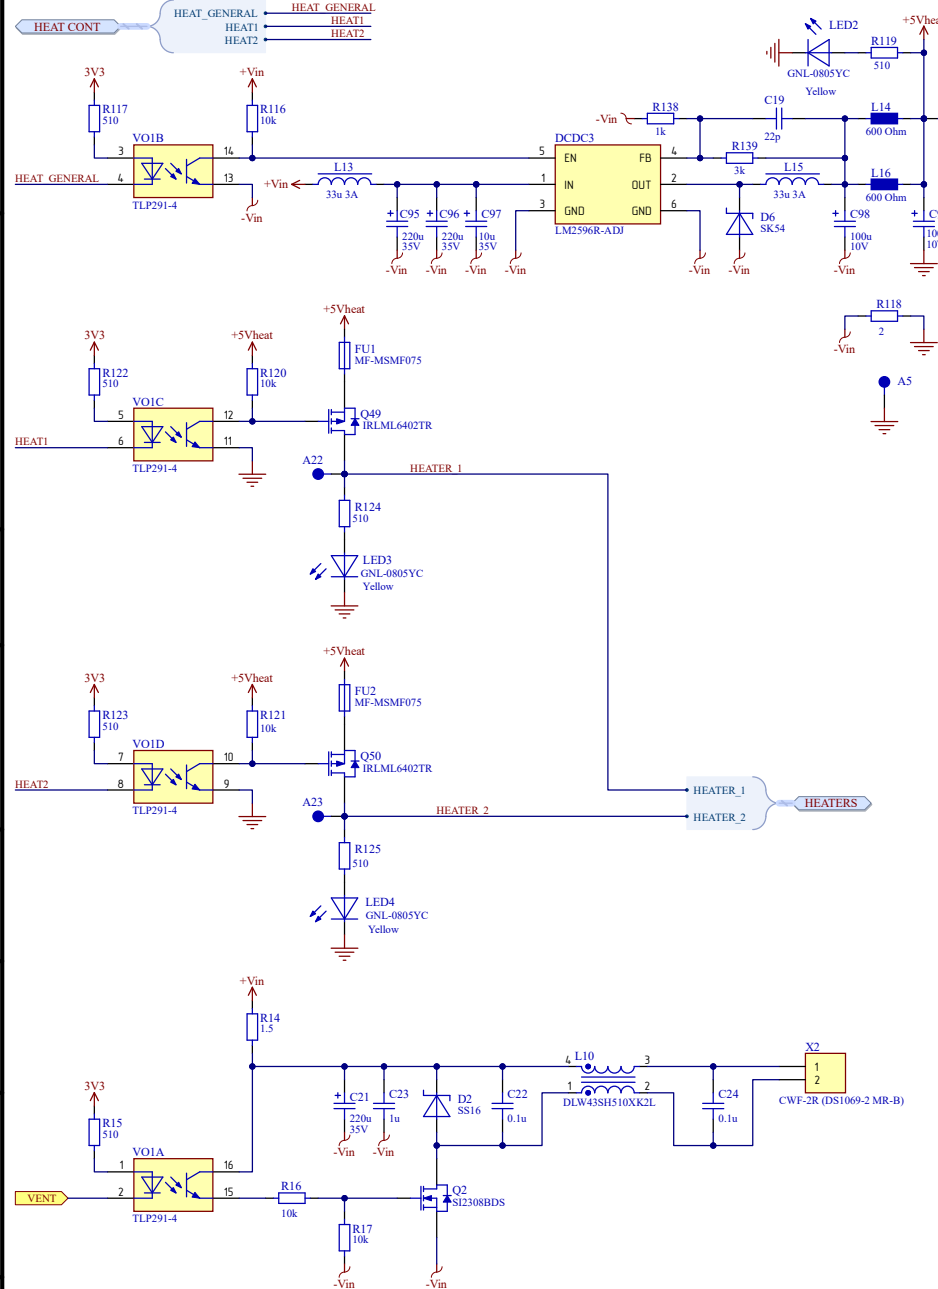 HEAT CONT
HEAT_GENERAL
HEAT1
HEAT2
HEAT_GENERAL
HEAT1
HEAT2
LED2
GNL-0805YC
Yellow
R119
510
+5Vhea
3V3
R117
510
+Vin
R116
10k
VO1B
3
4
14
13
TLP291-4
HEAT_GENERAL
-Vin
+Vin
L13
33u 3A
+
C95
220u
35V
-Vin
+
C96
220u
35V
-Vin
+
C97
10u
35V
-Vin
-Vin
DCDC3
5 EN FB 4
1 IN OUT 2
3 GND GND 6
LM2596R-ADJ
-Vin
R138
1k
C19
22p
R139
3k
L14
600 Ohm
L15
33u 3A
L16
600 Ohm
-Vin
D6
SK54
-Vin
+
C98
100u
10V
-Vin
+
R118
2
-Vin
A5
3V3
R122
510
+5Vheat
R120
10k
+5Vheat
FU1
MF-MSMF075
VO1C
5
6
12
11
TLP291-4
HEAT1
Q49
IRLML6402TR
A22
HEATER_1
R124
510
LED3
GNL-0805YC
Yellow
3V3
R123
510
+5Vheat
R121
10k
+5Vheat
FU2
MF-MSMF075
VO1D
7
8
10
9
TLP291-4
HEAT2
Q50
IRLML6402TR
A23
HEATER_2
R125
510
LED4
GNL-0805YC
Yellow
HEATER_1
HEATER_2
HEATERS
+Vin
R14
1.5
3V3
R15
510
VO1A
1
2
16
15
TLP291-4
VENT
R16
10k
R17
10k
-Vin
+
C21
220u
35V
-Vin
C23
1u
-Vin
D2
SS16
C22
0.1u
Q2
SI2308BDS
-Vin
L10
4
3
1
2
DLW43SH510XK2L
C24
0.1u
X2
1
2
CWF-2R (DS1069-2 MR-B)